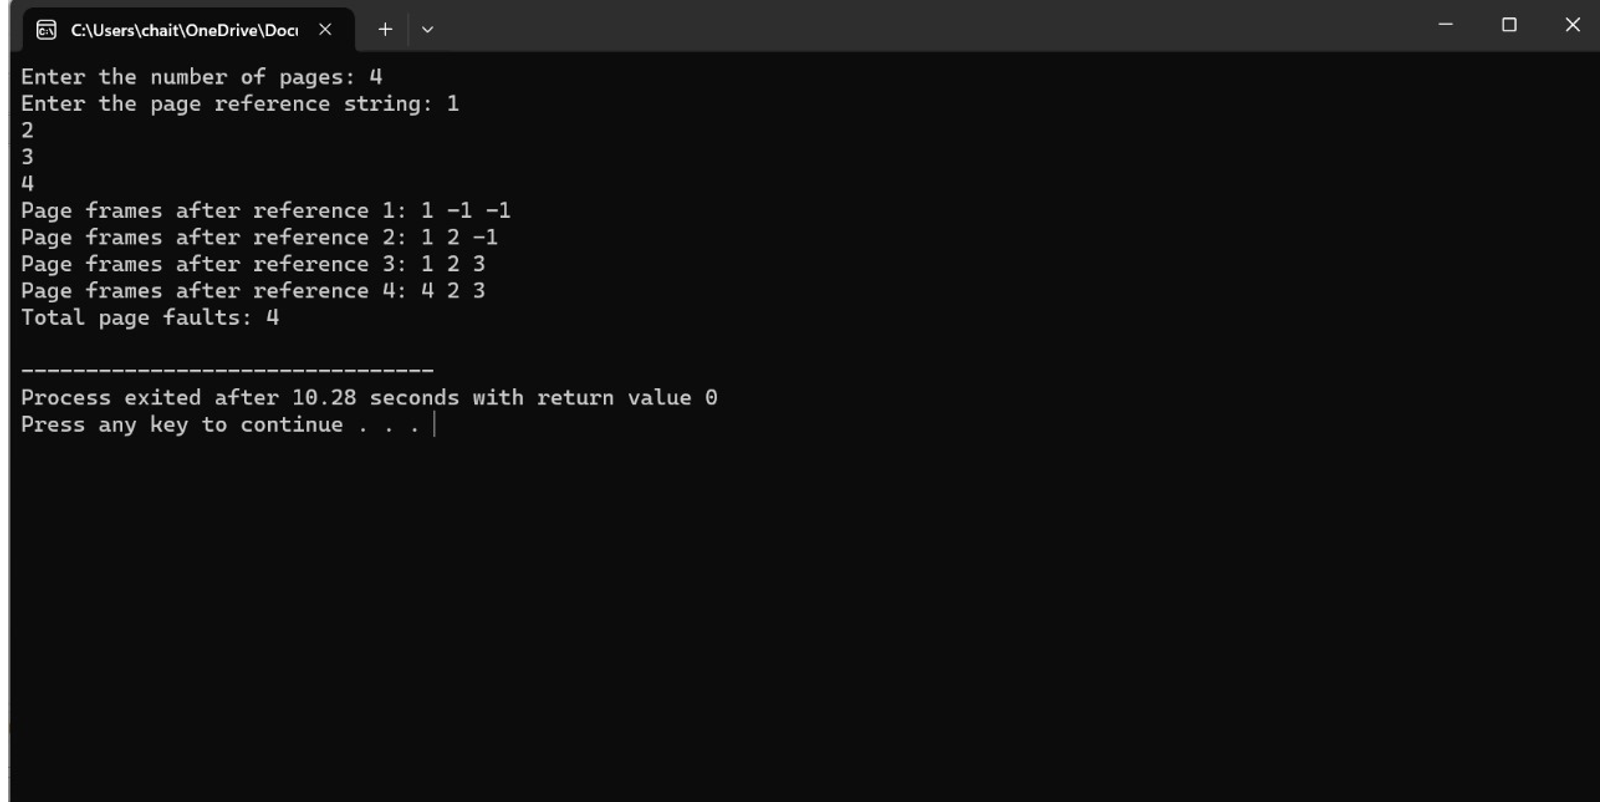 C:\Users\chait\OneDrive\Docu
Enter the number of pages: 4
Enter the page reference string: 1
2
3
4
Page frames after reference 1: 1 -1 -1
Page frames after reference 2: 1 2 -1
Page frames after reference 3: 1 2 3
Page frames after reference 4: 4 2 3
Total page faults: 4
--------------------------------
Process exited after 10.28 seconds with return value 0
Press any key to continue . . .